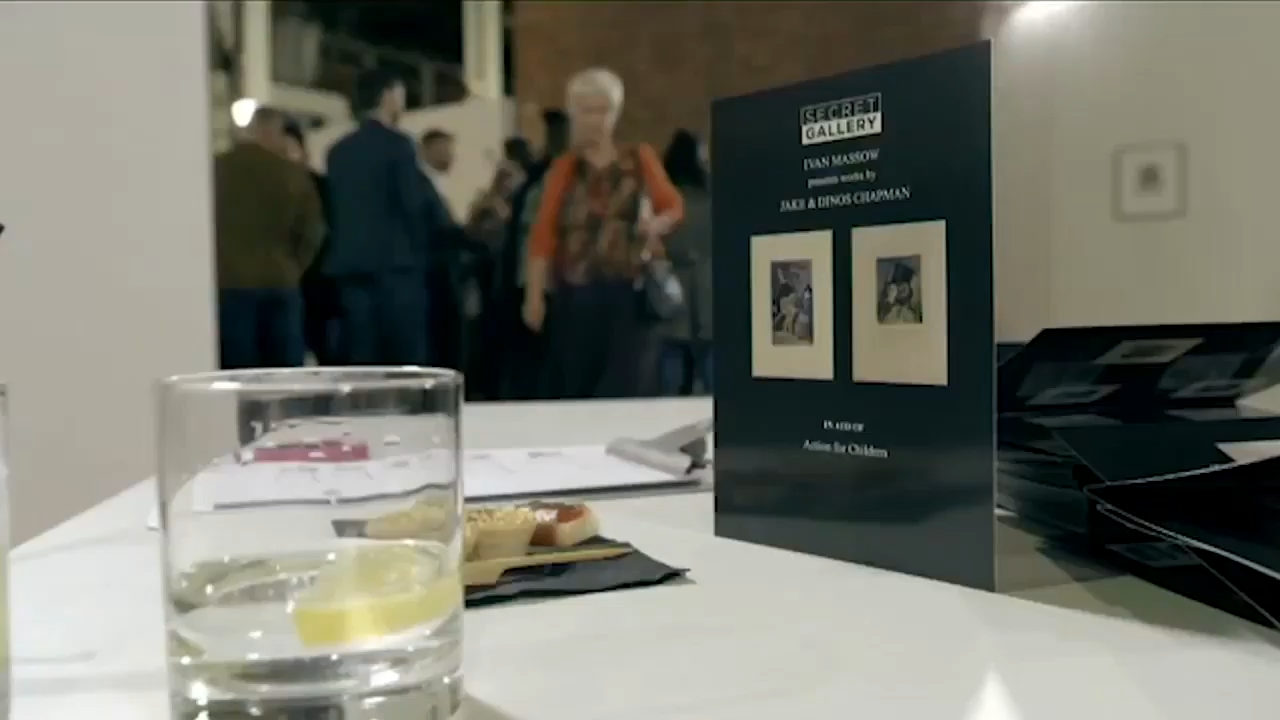 SECRET
GALLERY
IVAN MASSOW
presents works by
JAKE & DINOS CHAPMAN
IN AID OF
Action for Children